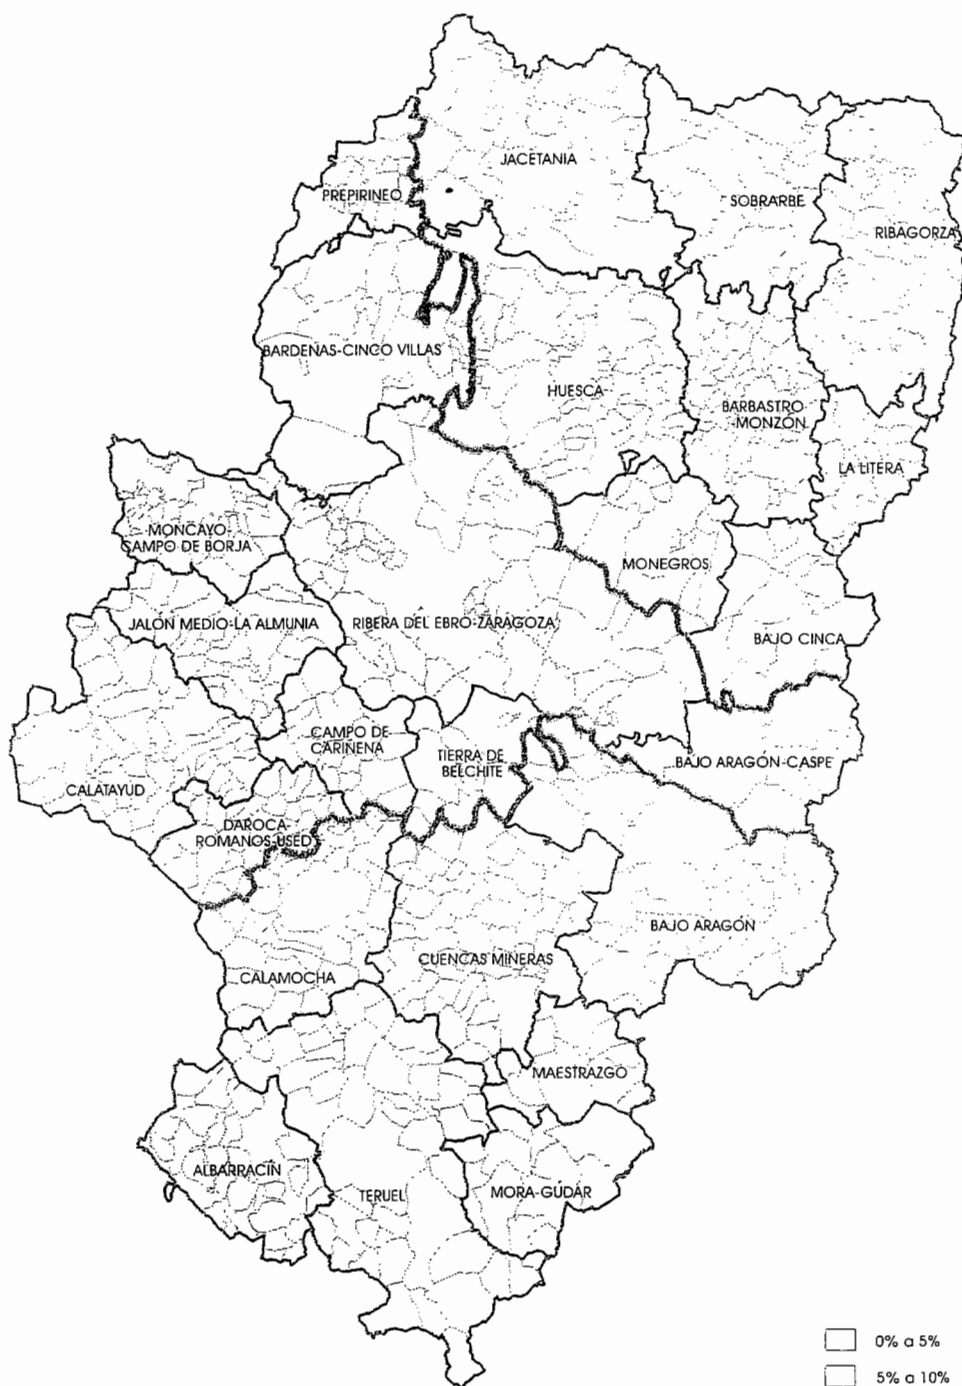 JACETANIA
PREPIRINEO
SOBRARBE
RIBAGORZA
BARDENAS-CINCO VILLAS
HUESCA
BARBASTRO
-MONZÓN
LA LITERA
MONCAYO-
CAMPO DE BORJA
MONEGROS
JALÓN MEDIO-LA ALMUNIA
RIBERA DEL EBRO-ZARAGOZA
BAJO CINCA
CAMPO DE
CARIÑENA
TIERRA DE
BELCHITE
BAJO ARAGÓN-CASPE
CALATAYUD
DAROCA-
ROMANOS-USED
BAJO ARAGÓN
CUENCAS MINERAS
CALAMOCHA
MAESTRAZGO
ALBARRACÍN
TERUEL
MORA-GÚDAR
0% a 5%
5% a 10%